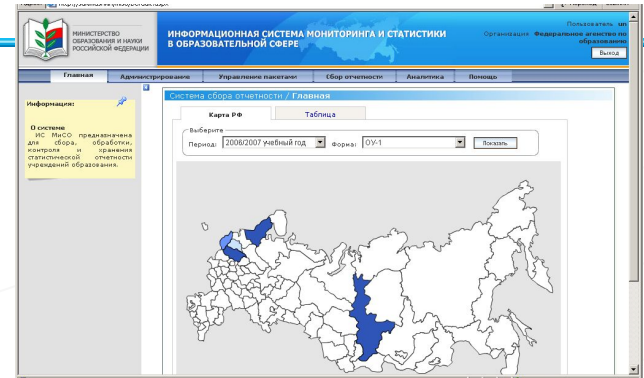 МИНИСТЕРСТВО
ОБРАЗОВАНИЯ И НАУКИ
РОССИЙСКОЙ ФЕДЕРАЦИИ
ИНФОРМАЦИОННАЯ СИСТЕМА МОНИТОРИНГА И СТАТИСТИКИ
В ОБРАЗОВАТЕЛЬНОЙ СФЕРЕ
Пользователь un
Организация Федеральное агенство по
образованию
Выход
Главная Администрирование Управление пакетами Сбор отчетности Аналитика Помощь
Информация:
О системе
ИС МиСО предназначена
для сбора, обработки,
контроля и хранения
статистической отчетности
учреждений образования.
Система сбора отчетности / Главная
Карта РФ Таблица
Выберите
Период: 2006/2007 учебный год Форма: ОУ-1 Показать